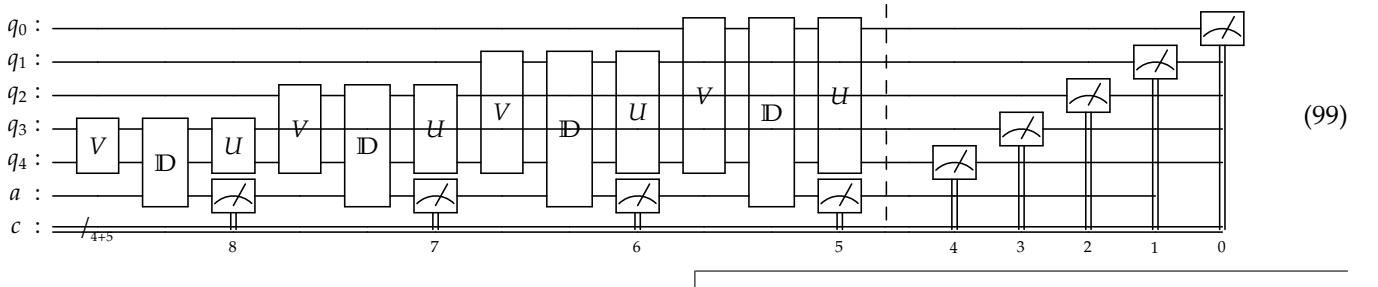 q₀ :
q₁ :
q₂ :
q₃ :
q₄ :
a :
c :
V 𝔻 U V 𝔻 U V 𝔻 U V 𝔻 U
/ 4+5
8 7 6 5 4 3 2 1 0
(99)